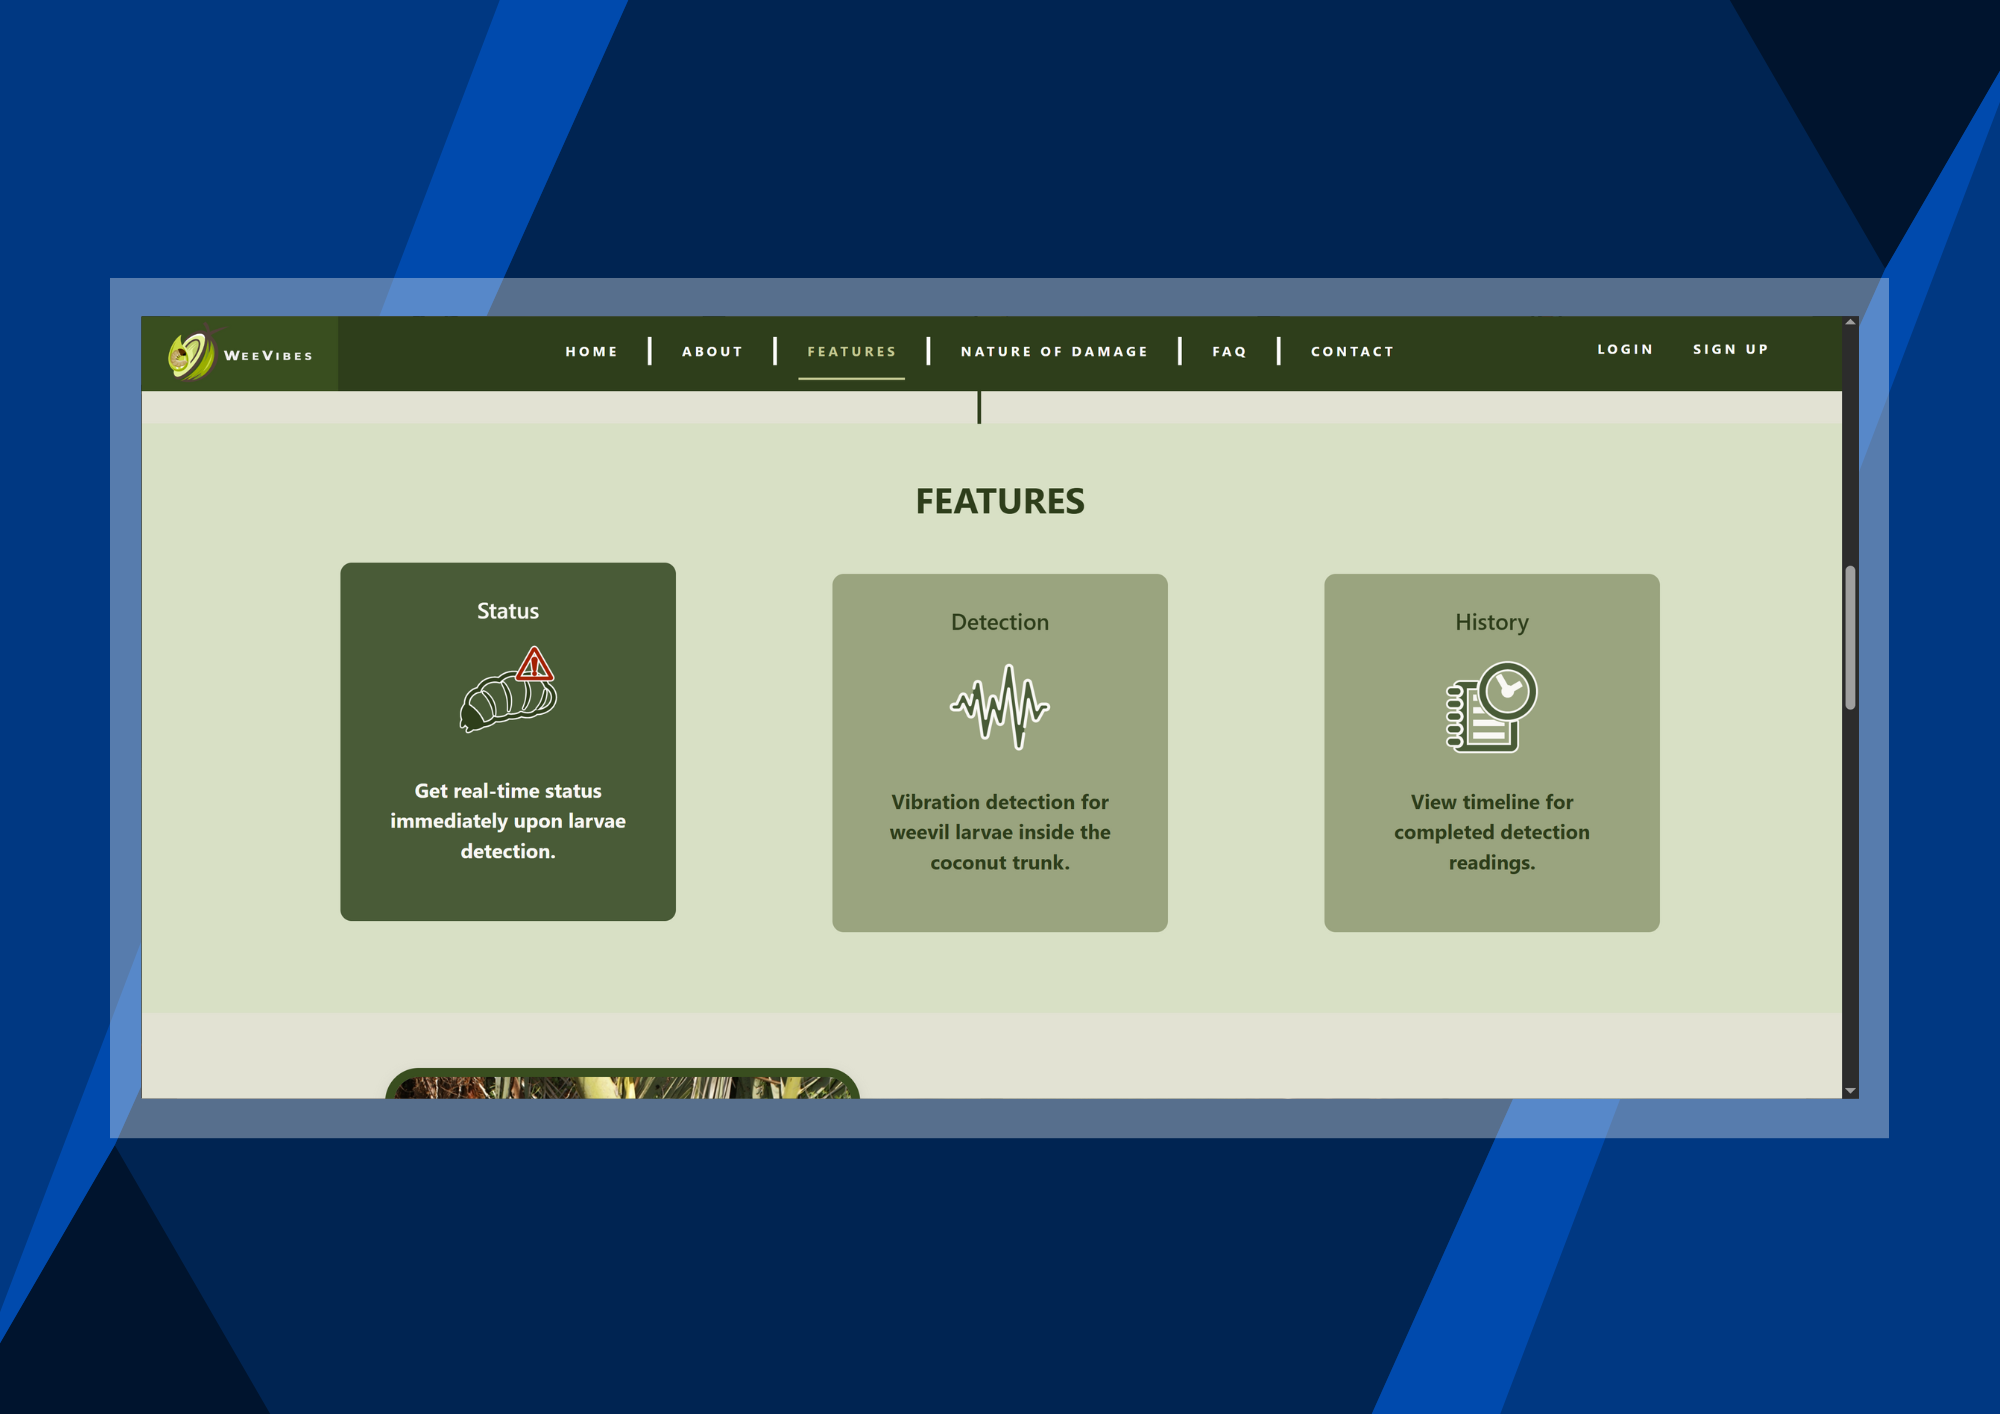 WEEVIBES
HOME
ABOUT
FEATURES
NATURE OF DAMAGE
FAQ
CONTACT
LOGIN
SIGN UP
FEATURES
Status
Get real-time status
immediately upon larvae
detection.
Detection
Vibration detection for
weevil larvae inside the
coconut trunk.
History
View timeline for
completed detection
readings.